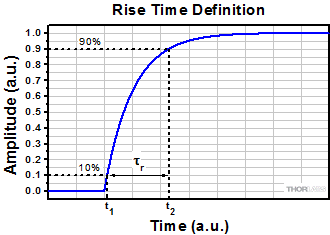 Rise Time Definition
Amplitude (a.u.)
1.0
0.9
0.8
0.7
0.6
0.5
0.4
0.3
0.2
0.1
0.0
90%
10%
τr
t1
t2
THORLABS
Time (a.u.)